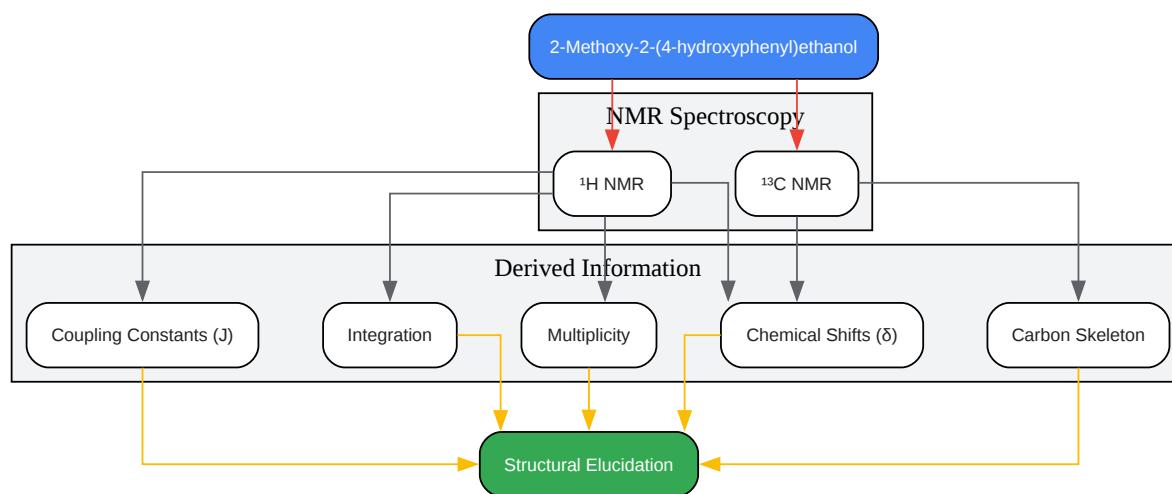 2-Methoxy-2-(4-hydroxyphenyl)ethanol
NMR Spectroscopy
¹H NMR
¹³C NMR
Derived Information
Coupling Constants (J)
Integration
Multiplicity
Chemical Shifts (δ)
Carbon Skeleton
Structural Elucidation